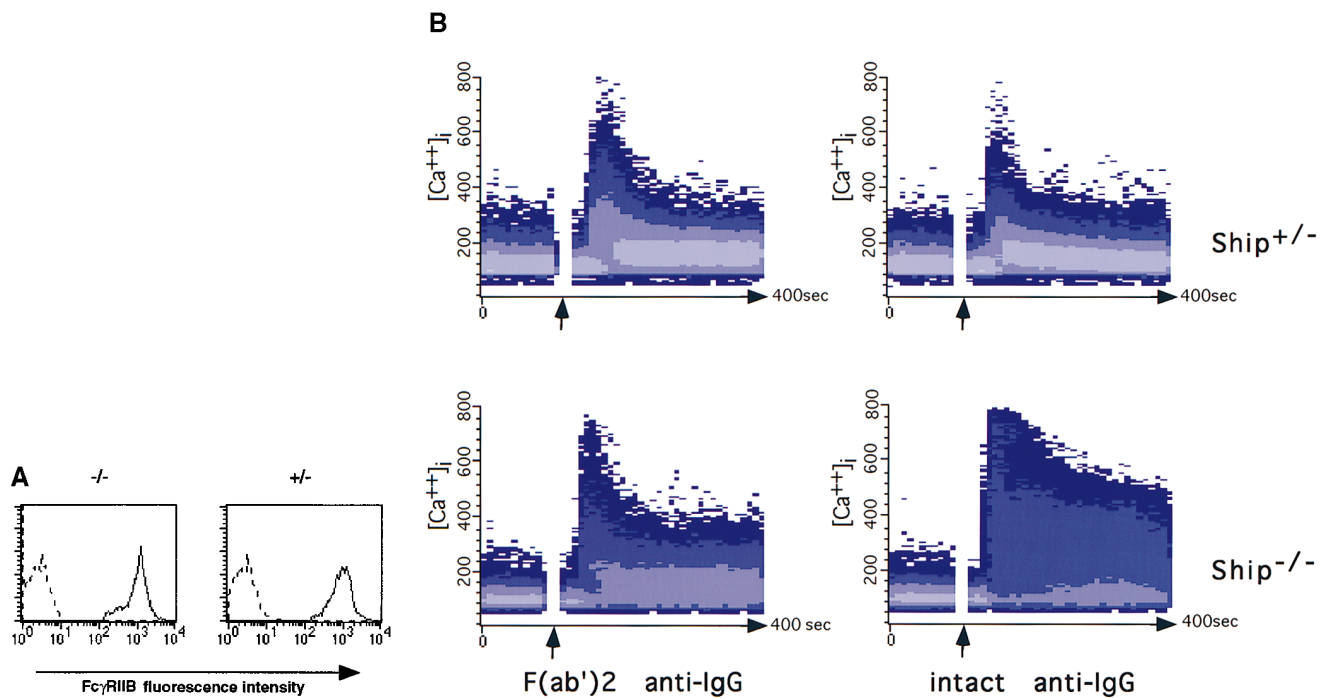 B
800
600
400
200
[Ca++]i
0
400sec
800
600
400
200
[Ca++]i
0
400sec
Ship+/-
800
600
400
200
[Ca++]i
0
400 sec
F(ab')2 anti-IgG
800
600
400
200
[Ca++]i
0
400sec
intact anti-IgG
Ship-/-
A
-/-
+/-
10^0 10^1 10^2 10^3 10^4
10^0 10^1 10^2 10^3 10^4
FcγRIIB fluorescence intensity